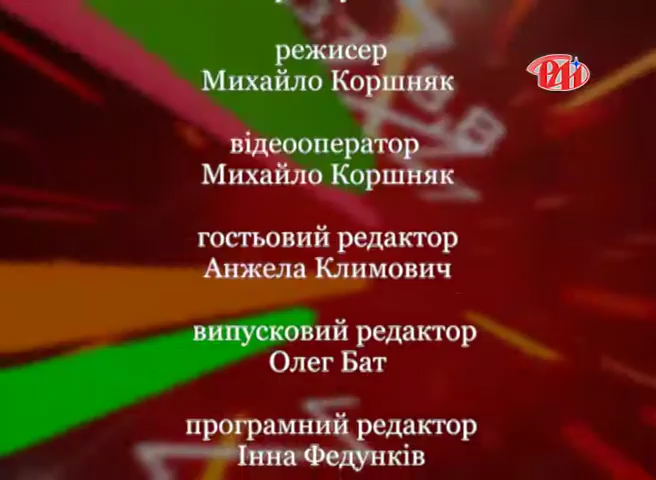 режисер
Михайло Коршняк
відеооператор
Михайло Коршняк
гостьовий редактор
Анжела Климович
випусковий редактор
Олег Бат
програмний редактор
Інна Федунків